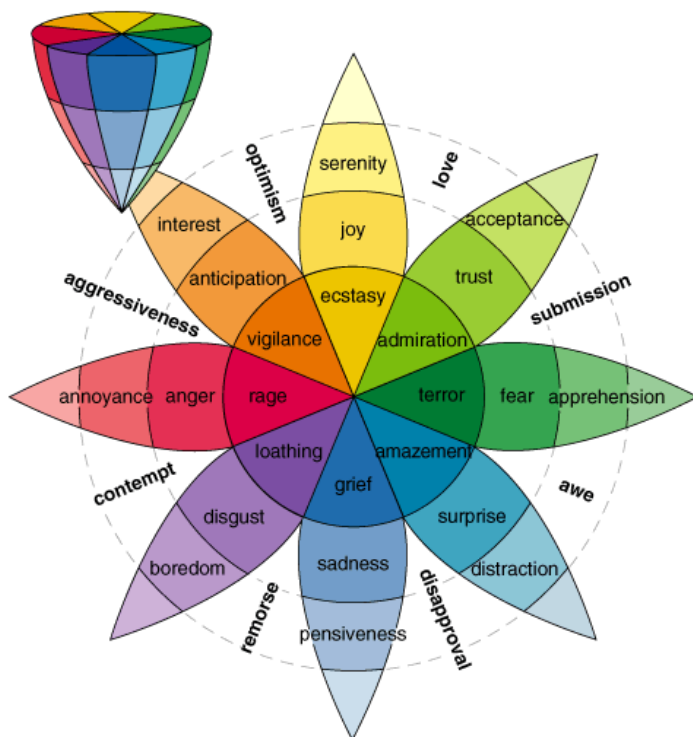 optimism
love
serenity
interest
acceptance
joy
anticipation
trust
aggressiveness
submission
ecstasy
vigilance
admiration
annoyance
anger
rage
terror
fear
apprehension
loathing
amazement
contempt
grief
awe
disgust
surprise
boredom
sadness
distraction
remorse
disapproval
pensiveness